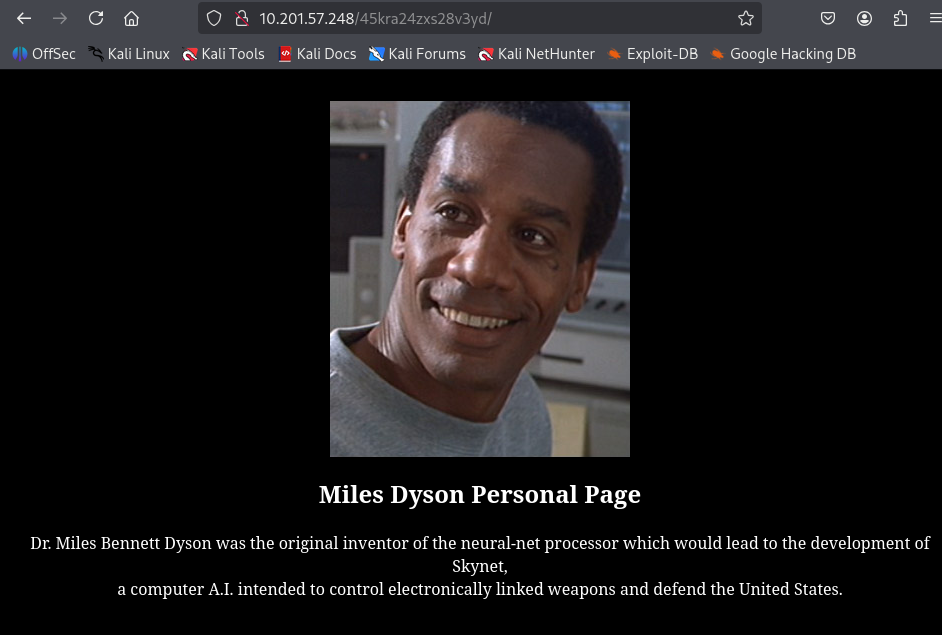 10.201.57.248/45kra24zxs28v3yd/
OffSec Kali Linux Kali Tools Kali Docs Kali Forums Kali NetHunter Exploit-DB Google Hacking DB
Miles Dyson Personal Page
Dr. Miles Bennett Dyson was the original inventor of the neural-net processor which would lead to the development of
Skynet,
a computer A.I. intended to control electronically linked weapons and defend the United States.